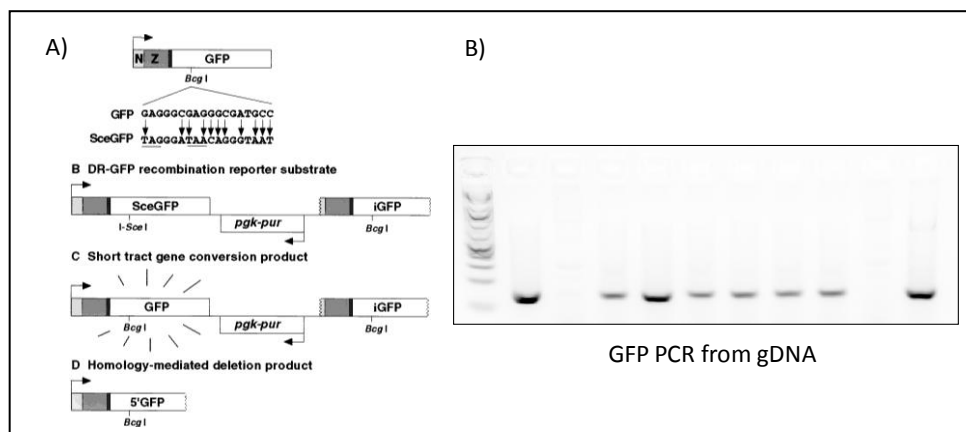 A)
N Z GFP
Bcg I
GFP GAGGGCGAGGGCGATGCC
SceGFP TAGGGATAACAGGGTAAT
B DR-GFP recombination reporter substrate
SceGFP iGFP
I-Sce I pgk-pur Bcg I
C Short tract gene conversion product
GFP iGFP
Bcg I pgk-pur Bcg I
D Homology-mediated deletion product
5'GFP
Bcg I
B)
GFP PCR from gDNA